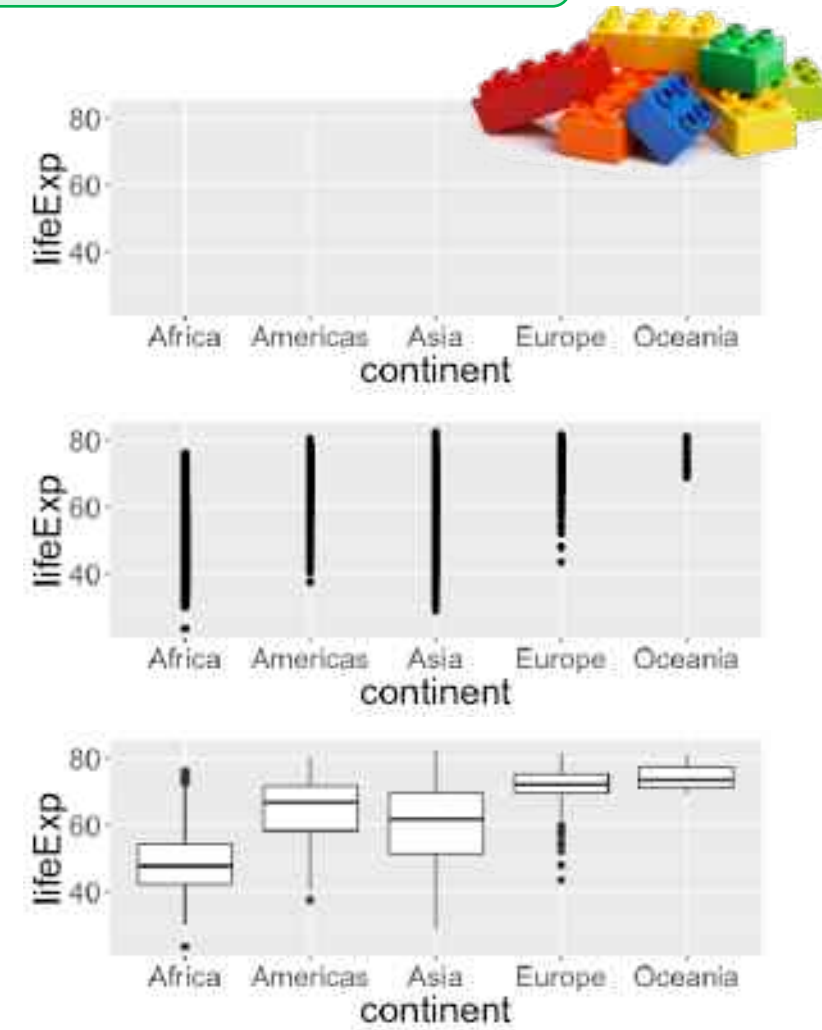 80
60
40
lifeExp
Africa Americas Asia Europe Oceania
continent
80
60
40
lifeExp
Africa Americas Asia Europe Oceania
continent
80
60
40
lifeExp
Africa Americas Asia Europe Oceania
continent